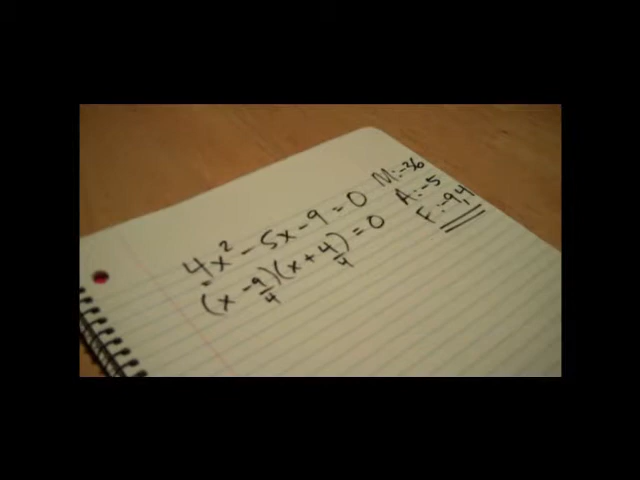 4x² - 5x - 9 = 0
(x - 9/4)(x + 4/4) = 0
M: -36
A: -5
F: -9, 4